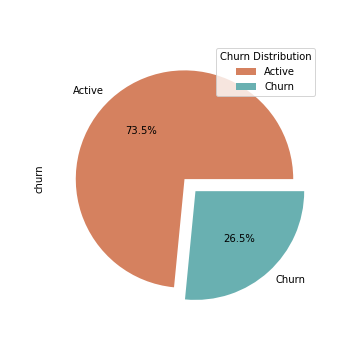 Churn Distribution
Active
Churn
Active
73.5%
churn
26.5%
Churn